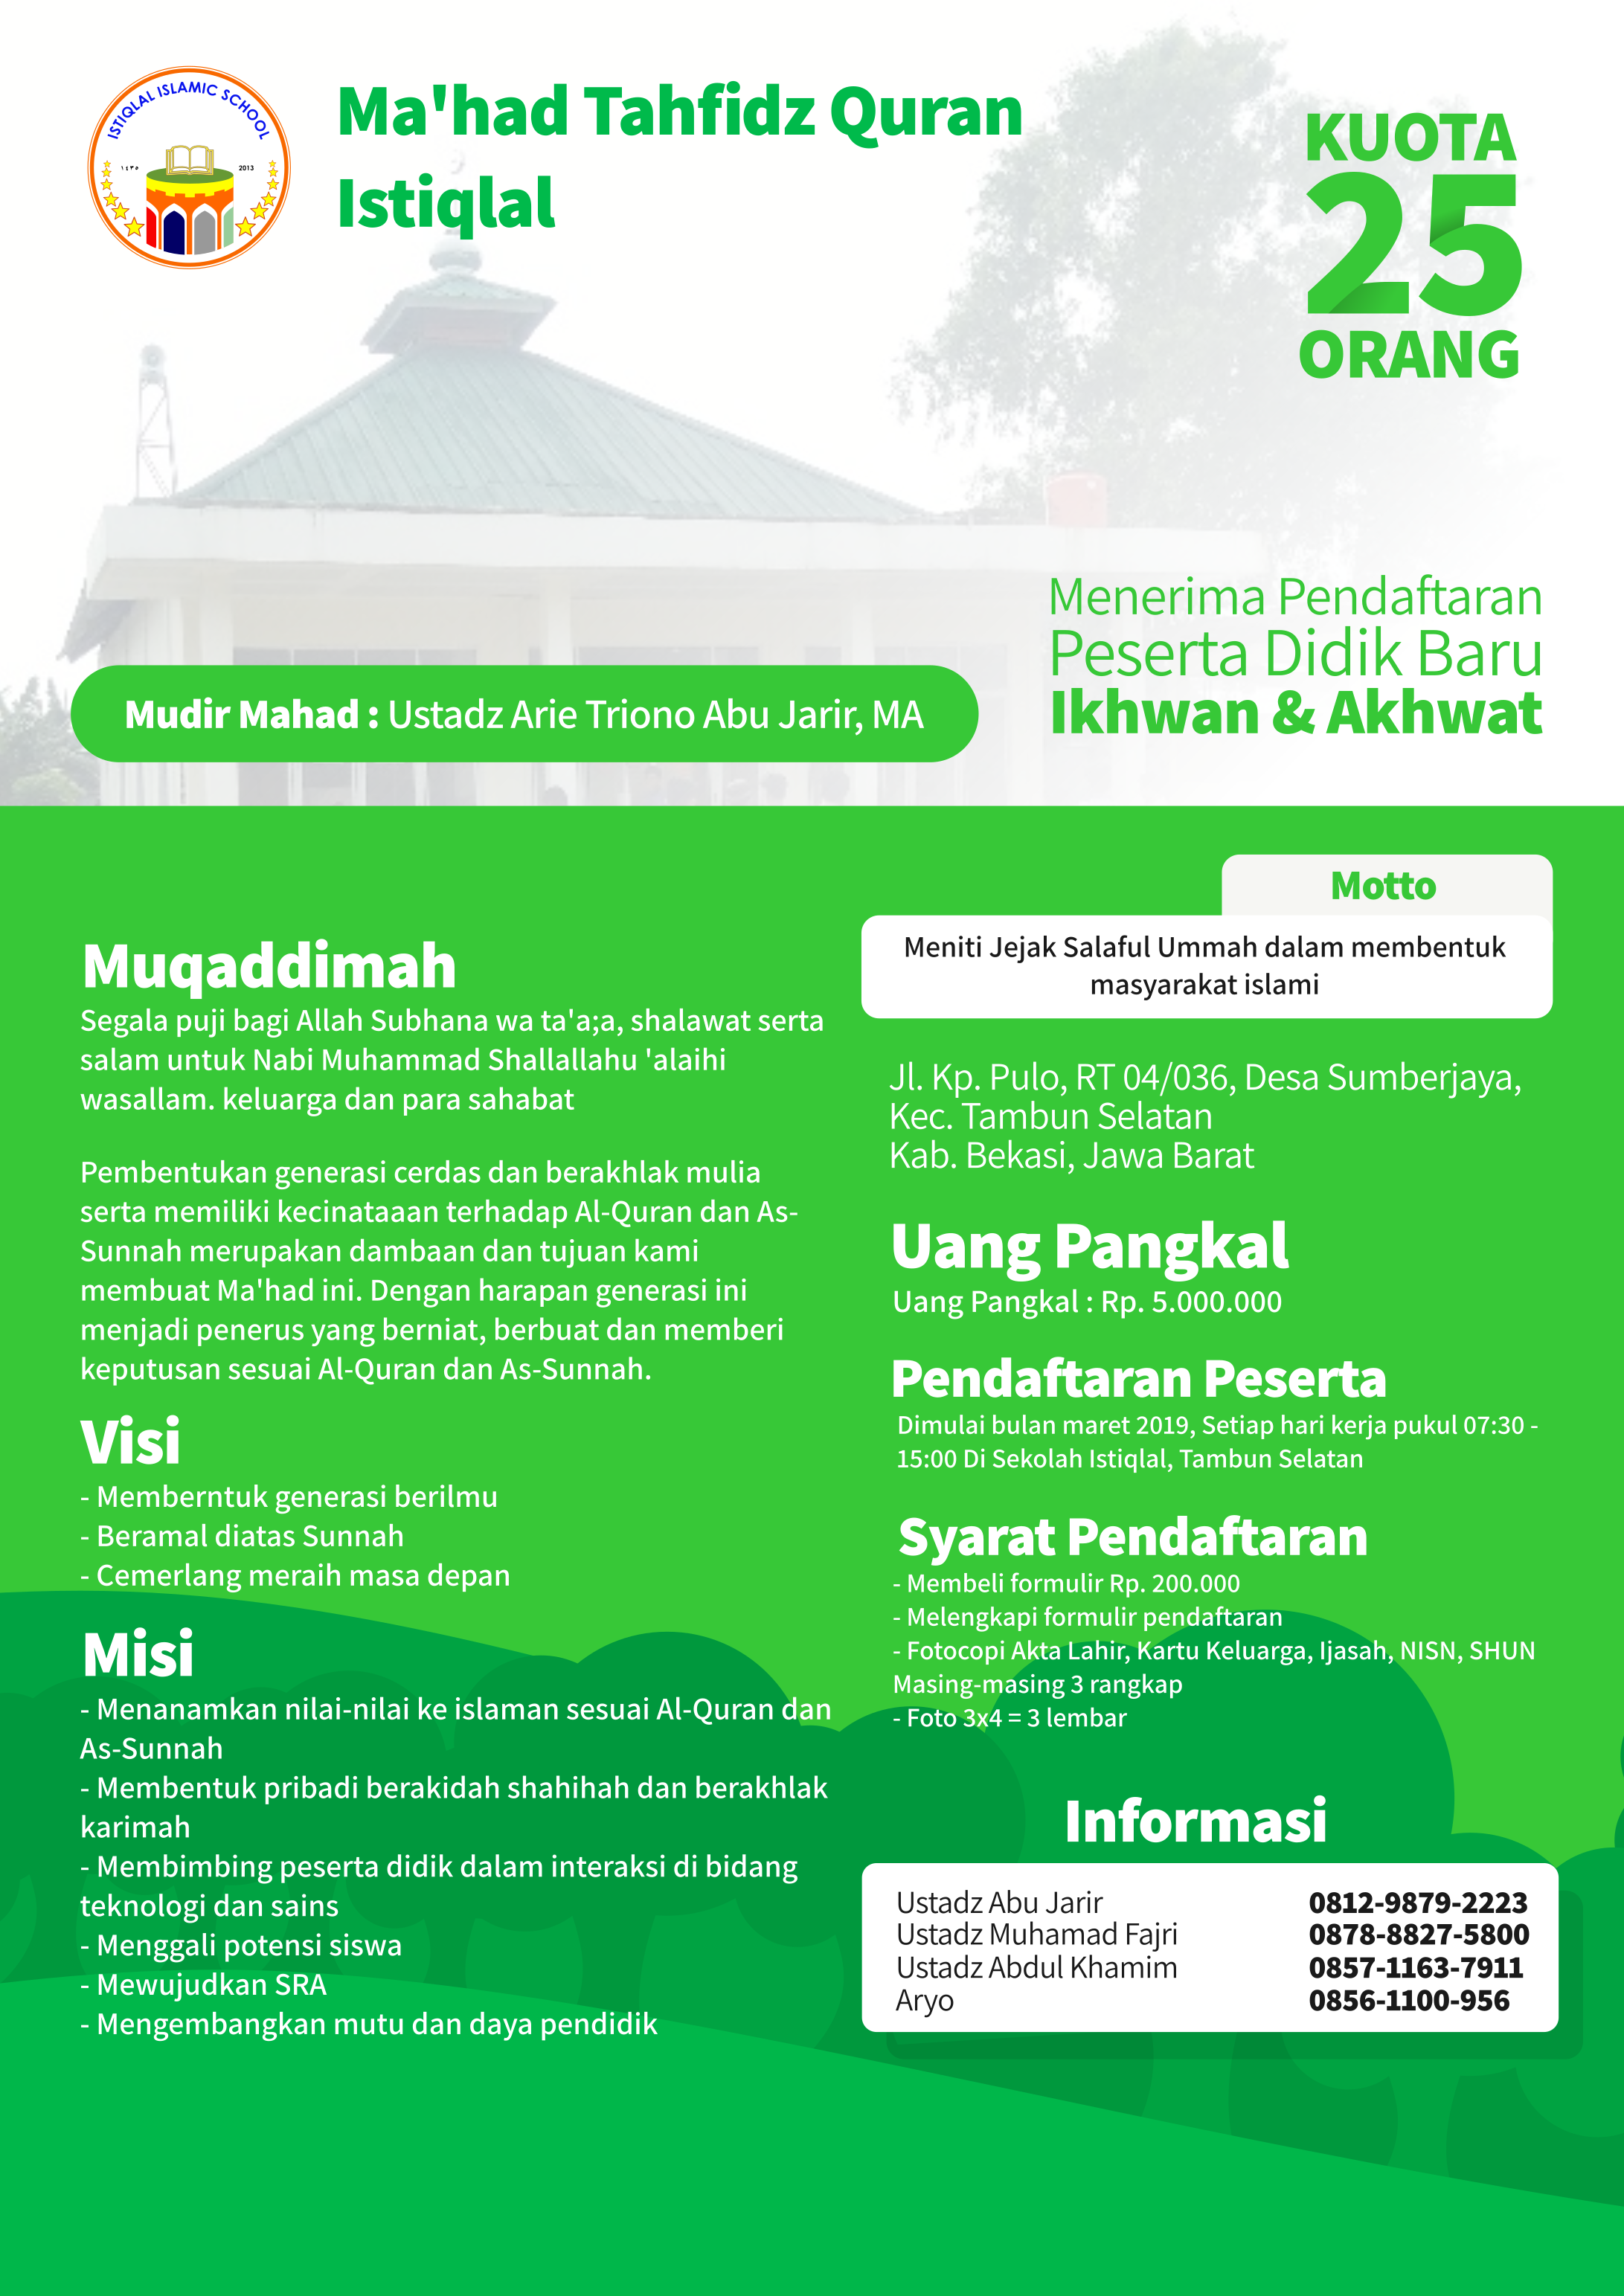 ISTIQLAL ISLAMIC SCHOOL
١٤٣٥
2013
Ma'had Tahfidz Quran
Istiqlal
KUOTA
25
ORANG
Menerima Pendaftaran
Peserta Didik Baru
Ikhwan & Akhwat
Mudir Mahad : Ustadz Arie Triono Abu Jarir, MA
Muqaddimah
Segala puji bagi Allah Subhana wa ta'a;a, shalawat serta
salam untuk Nabi Muhammad Shallallahu 'alaihi
wasallam. keluarga dan para sahabat
Pembentukan generasi cerdas dan berakhlak mulia
serta memiliki kecinataaan terhadap Al-Quran dan As-
Sunnah merupakan dambaan dan tujuan kami
membuat Ma'had ini. Dengan harapan generasi ini
menjadi penerus yang berniat, berbuat dan memberi
keputusan sesuai Al-Quran dan As-Sunnah.
Visi
- Memberntuk generasi berilmu
- Beramal diatas Sunnah
- Cemerlang meraih masa depan
Misi
- Menanamkan nilai-nilai ke islaman sesuai Al-Quran dan
As-Sunnah
- Membentuk pribadi berakidah shahihah dan berakhlak
karimah
- Membimbing peserta didik dalam interaksi di bidang
teknologi dan sains
- Menggali potensi siswa
- Mewujudkan SRA
- Mengembangkan mutu dan daya pendidik
Motto
Meniti Jejak Salaful Ummah dalam membentuk
masyarakat islami
Jl. Kp. Pulo, RT 04/036, Desa Sumberjaya,
Kec. Tambun Selatan
Kab. Bekasi, Jawa Barat
Uang Pangkal
Uang Pangkal : Rp. 5.000.000
Pendaftaran Peserta
Dimulai bulan maret 2019, Setiap hari kerja pukul 07:30 -
15:00 Di Sekolah Istiqlal, Tambun Selatan
Syarat Pendaftaran
- Membeli formulir Rp. 200.000
- Melengkapi formulir pendaftaran
- Fotocopi Akta Lahir, Kartu Keluarga, Ijasah, NISN, SHUN
Masing-masing 3 rangkap
- Foto 3x4 = 3 lembar
Informasi
Ustadz Abu Jarir 0812-9879-2223
Ustadz Muhamad Fajri 0878-8827-5800
Ustadz Abdul Khamim 0857-1163-7911
Aryo 0856-1100-956